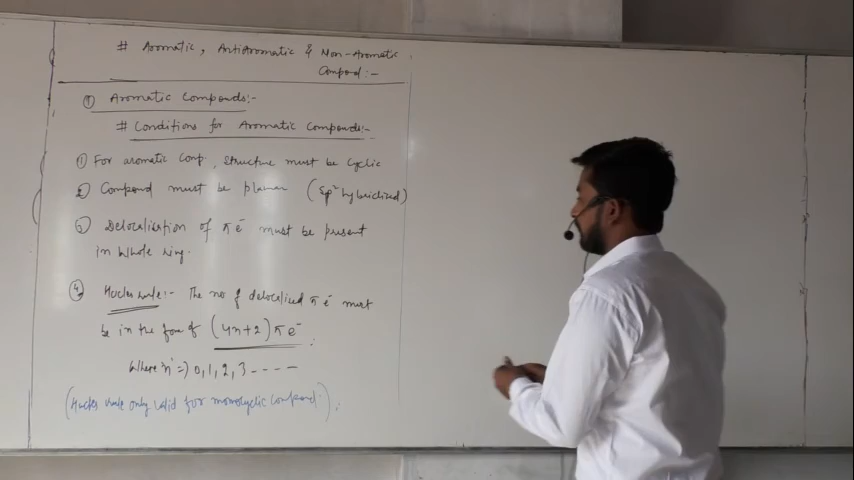 # Aromatic, Antiaromatic & Non-Aromatic
Compound:-
① Aromatic Compounds:-
# Conditions for Aromatic Compounds:-
① For aromatic Comp., structure must be cyclic
② Compound must be planar (Sp² hybridized)
③ Delocalisation of π e⁻ must be present
in whole ring.
④ Huckel rule:- The no. of delocalized π e⁻ must
be in the form of (4n+2) π e⁻
Where 'n' => 0, 1, 2, 3 - - - -
(Huckel rule only valid for monocyclic compound.)